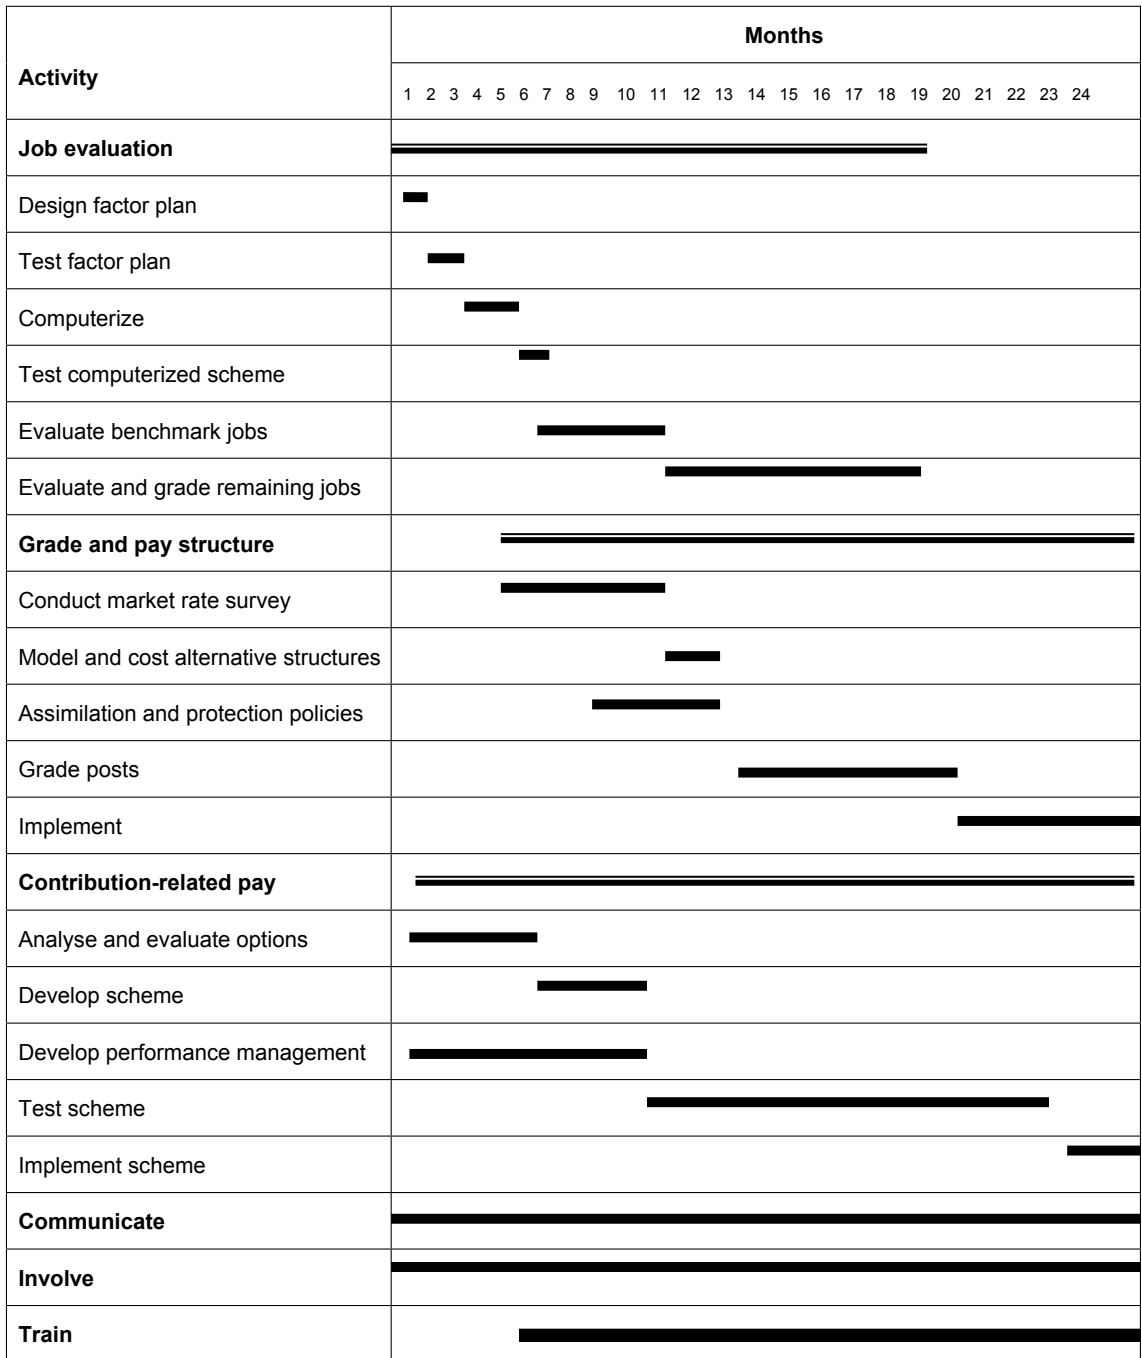 Months
Activity
1 2 3 4 5 6 7 8 9 10 11 12 13 14 15 16 17 18 19 20 21 22 23 24
Job evaluation
Design factor plan
Test factor plan
Computerize
Test computerized scheme
Evaluate benchmark jobs
Evaluate and grade remaining jobs
Grade and pay structure
Conduct market rate survey
Model and cost alternative structures
Assimilation and protection policies
Grade posts
Implement
Contribution-related pay
Analyse and evaluate options
Develop scheme
Develop performance management
Test scheme
Implement scheme
Communicate
Involve
Train